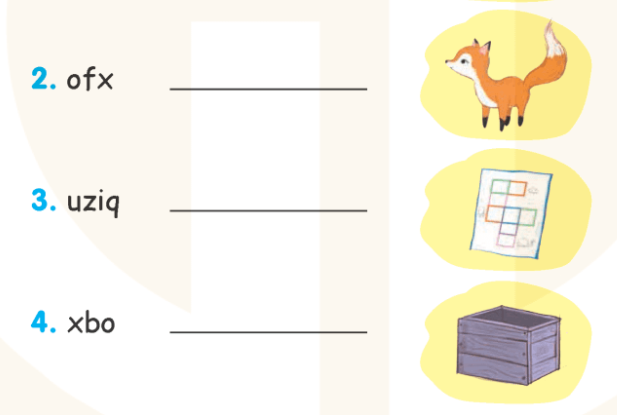 2. ofx
3. uziq
4. xbo